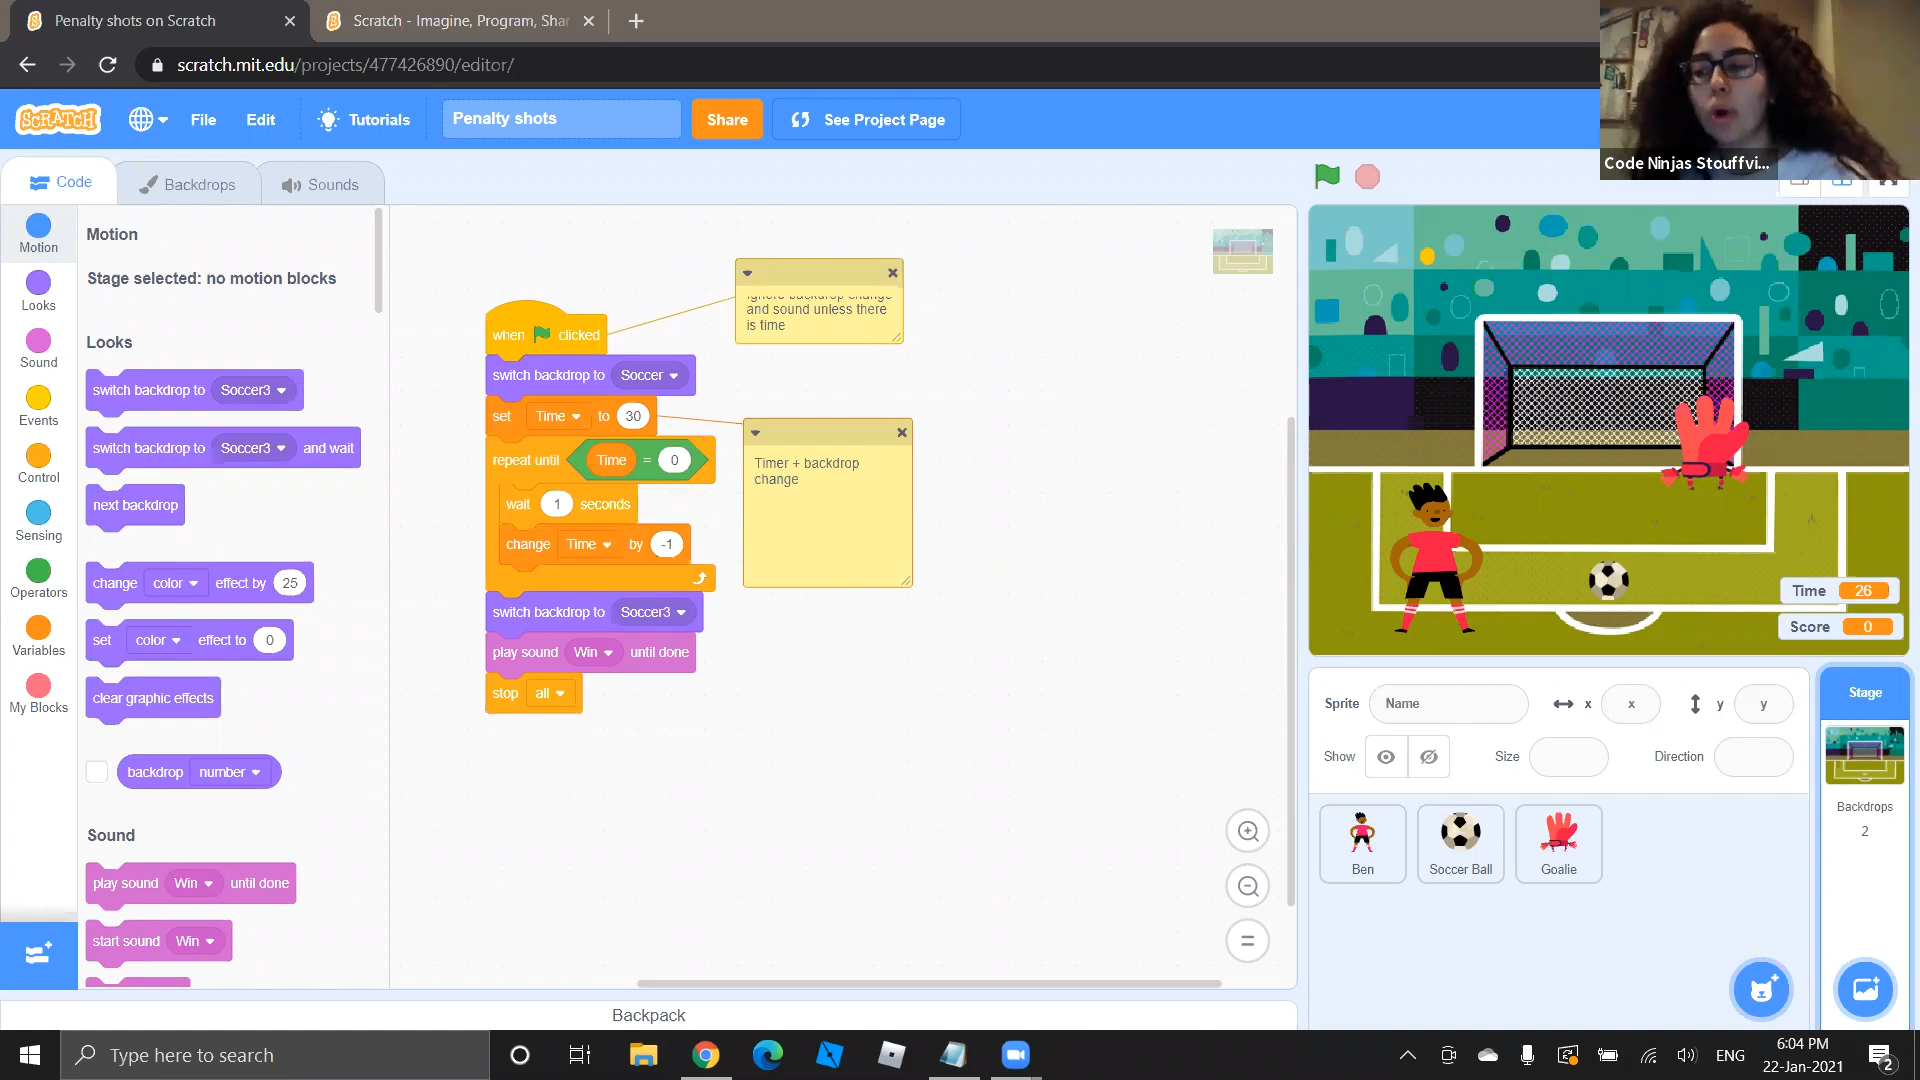 Penalty shots on Scratch
Scratch - Imagine, Program, Shar
scratch.mit.edu/projects/477426890/editor/
SCRATCH
File
Edit
Tutorials
Penalty shots
Share
See Project Page
Code Ninjas Stouffvi...
Code
Backdrops
Sounds
Motion
Looks
Sound
Events
Control
Sensing
Operators
Variables
My Blocks
Motion
Stage selected: no motion blocks
Looks
switch backdrop to Soccer3
switch backdrop to Soccer3 and wait
next backdrop
change color effect by 25
set color effect to 0
clear graphic effects
backdrop number
Sound
play sound Win until done
start sound Win
when clicked
switch backdrop to Soccer
set Time to 30
repeat until Time = 0
wait 1 seconds
change Time by -1
switch backdrop to Soccer3
play sound Win until done
stop all
Ignore backdrop change
and sound unless there
is time
Timer + backdrop
change
Time 26
Score 0
Sprite Name x x y y
Show Size Direction
Ben
Soccer Ball
Goalie
Stage
Backdrops
2
Backpack
Type here to search
ENG
6:04 PM
22-Jan-2021
2